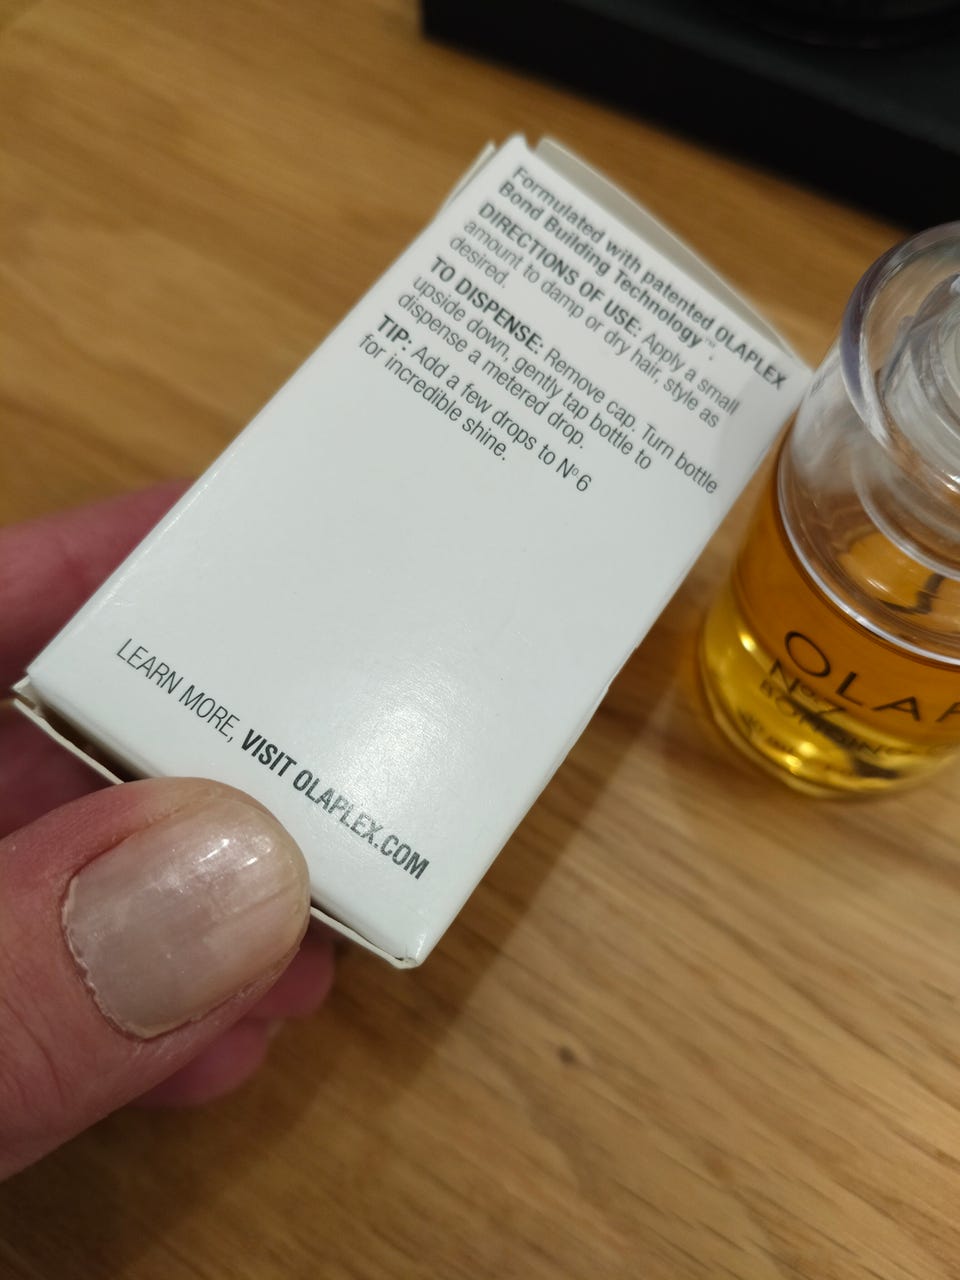 Formulated with patented OLAPLEX
Bond Building Technology™.
DIRECTIONS OF USE: Apply a small
amount to damp or dry hair, style as
desired.
TO DISPENSE: Remove cap. Turn bottle
upside down, gently tap bottle to
dispense a metered drop.
TIP: Add a few drops to Nº6
for incredible shine.
LEARN MORE, VISIT OLAPLEX.COM
OLAP
Nº7
BONDING